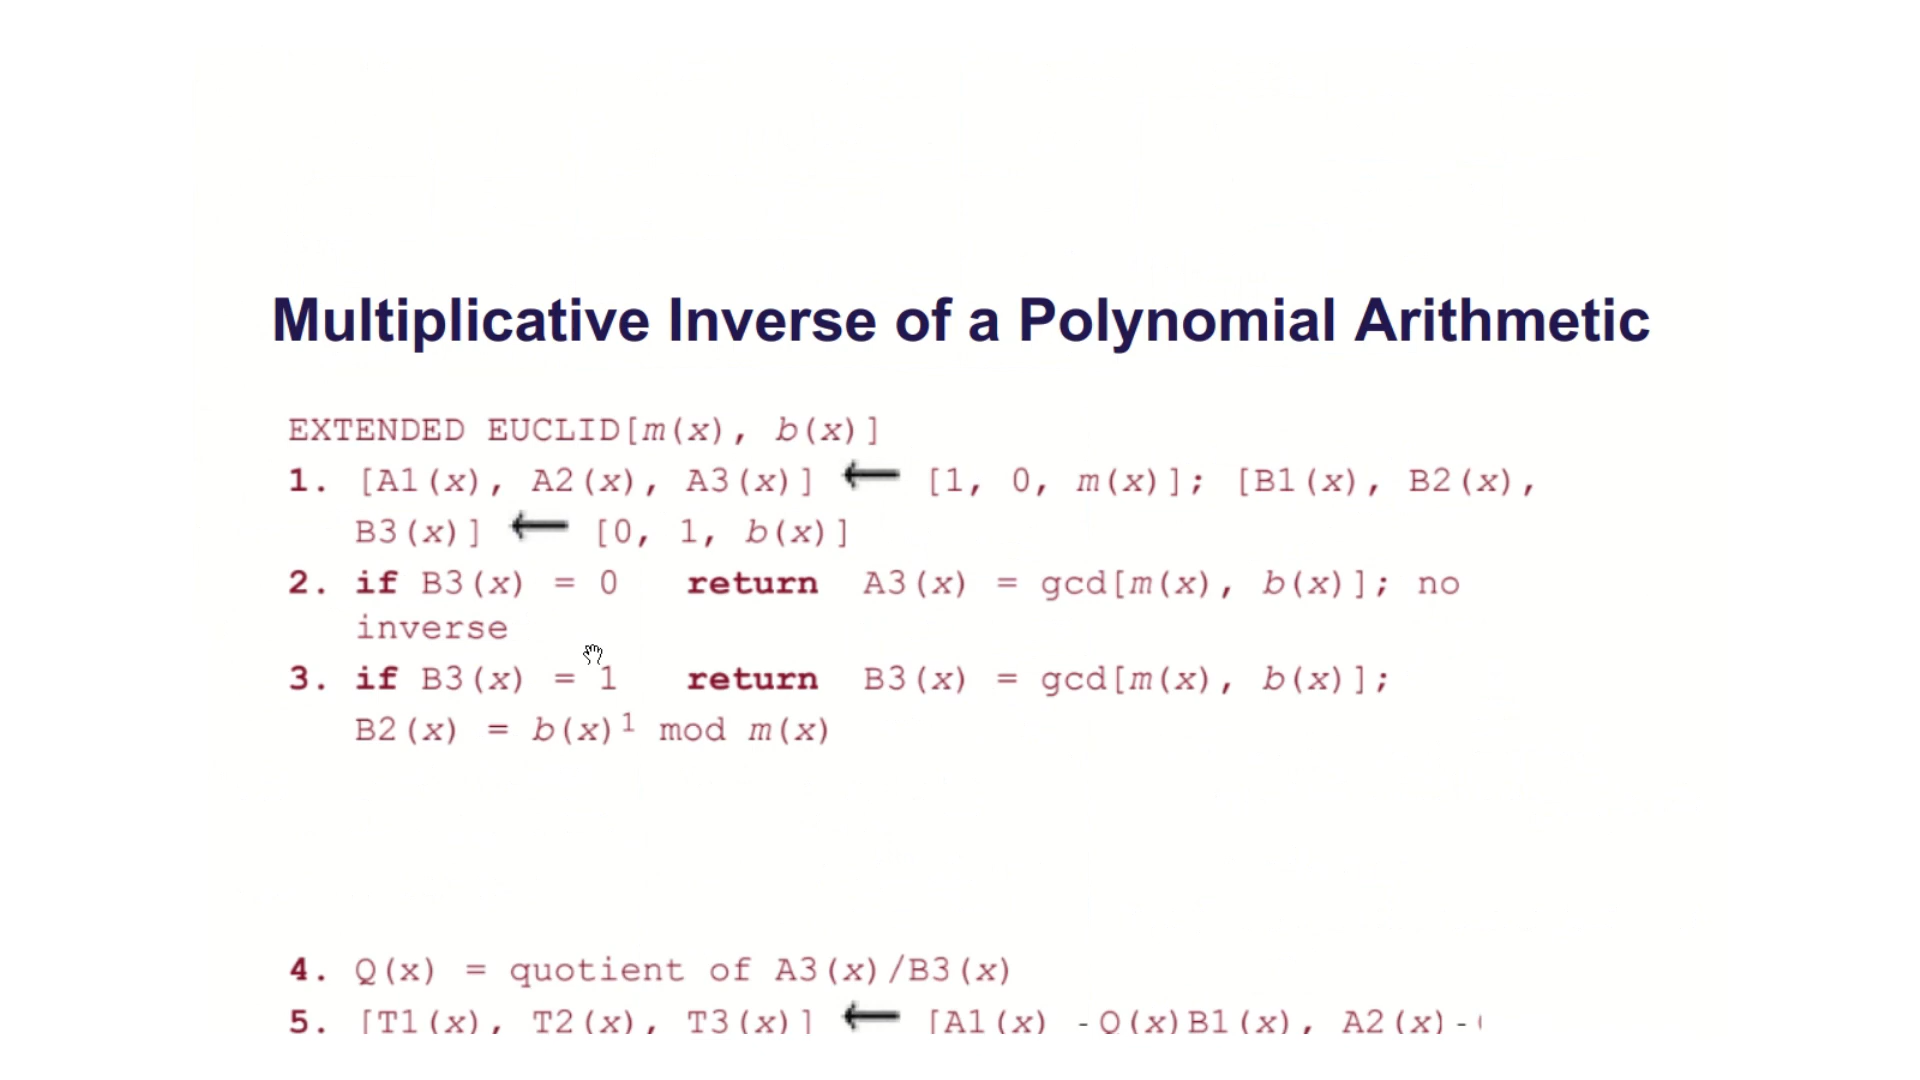 Multiplicative Inverse of a Polynomial Arithmetic
EXTENDED EUCLID[m(x), b(x)]
1. [A1(x), A2(x), A3(x)] ← [1, 0, m(x)]; [B1(x), B2(x),
B3(x)] ← [0, 1, b(x)]
2. if B3(x) = 0 return A3(x) = gcd[m(x), b(x)]; no
inverse
3. if B3(x) = 1 return B3(x) = gcd[m(x), b(x)];
B2(x) = b(x)¹ mod m(x)
4. Q(x) = quotient of A3(x)/B3(x)
5. [T1(x), T2(x), T3(x)] ← [A1(x) -Q(x)B1(x), A2(x)-